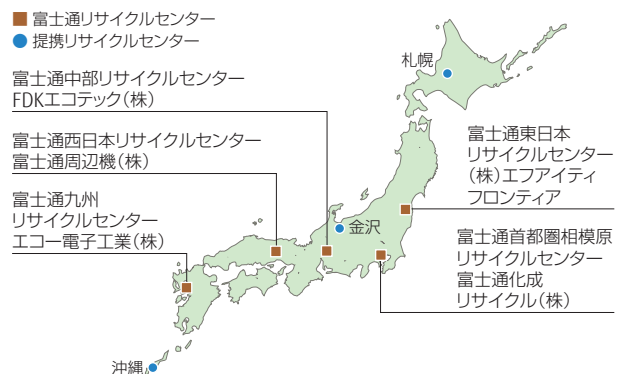 富士通リサイクルセンター
提携リサイクルセンター
札幌
富士通中部リサイクルセンター
FDKエコテック（株）
富士通西日本リサイクルセンター
富士通周辺機（株）
富士通九州
リサイクルセンター
エコー電子工業（株）
富士通東日本
リサイクルセンター
（株）エフアイティ
フロンティア
金沢
富士通首都圏相模原
リサイクルセンター
富士通化成
リサイクル（株）
沖縄